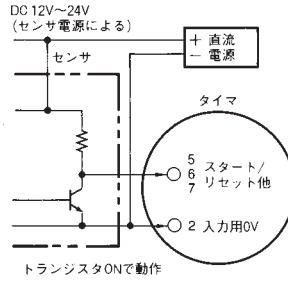 DC 12V～24V
(センサ電源による)
センサ
＋ 直流
－ 電源
タイマ
5
6
7
スタート/
リセット他
2 入力用0V
トランジスタONで動作